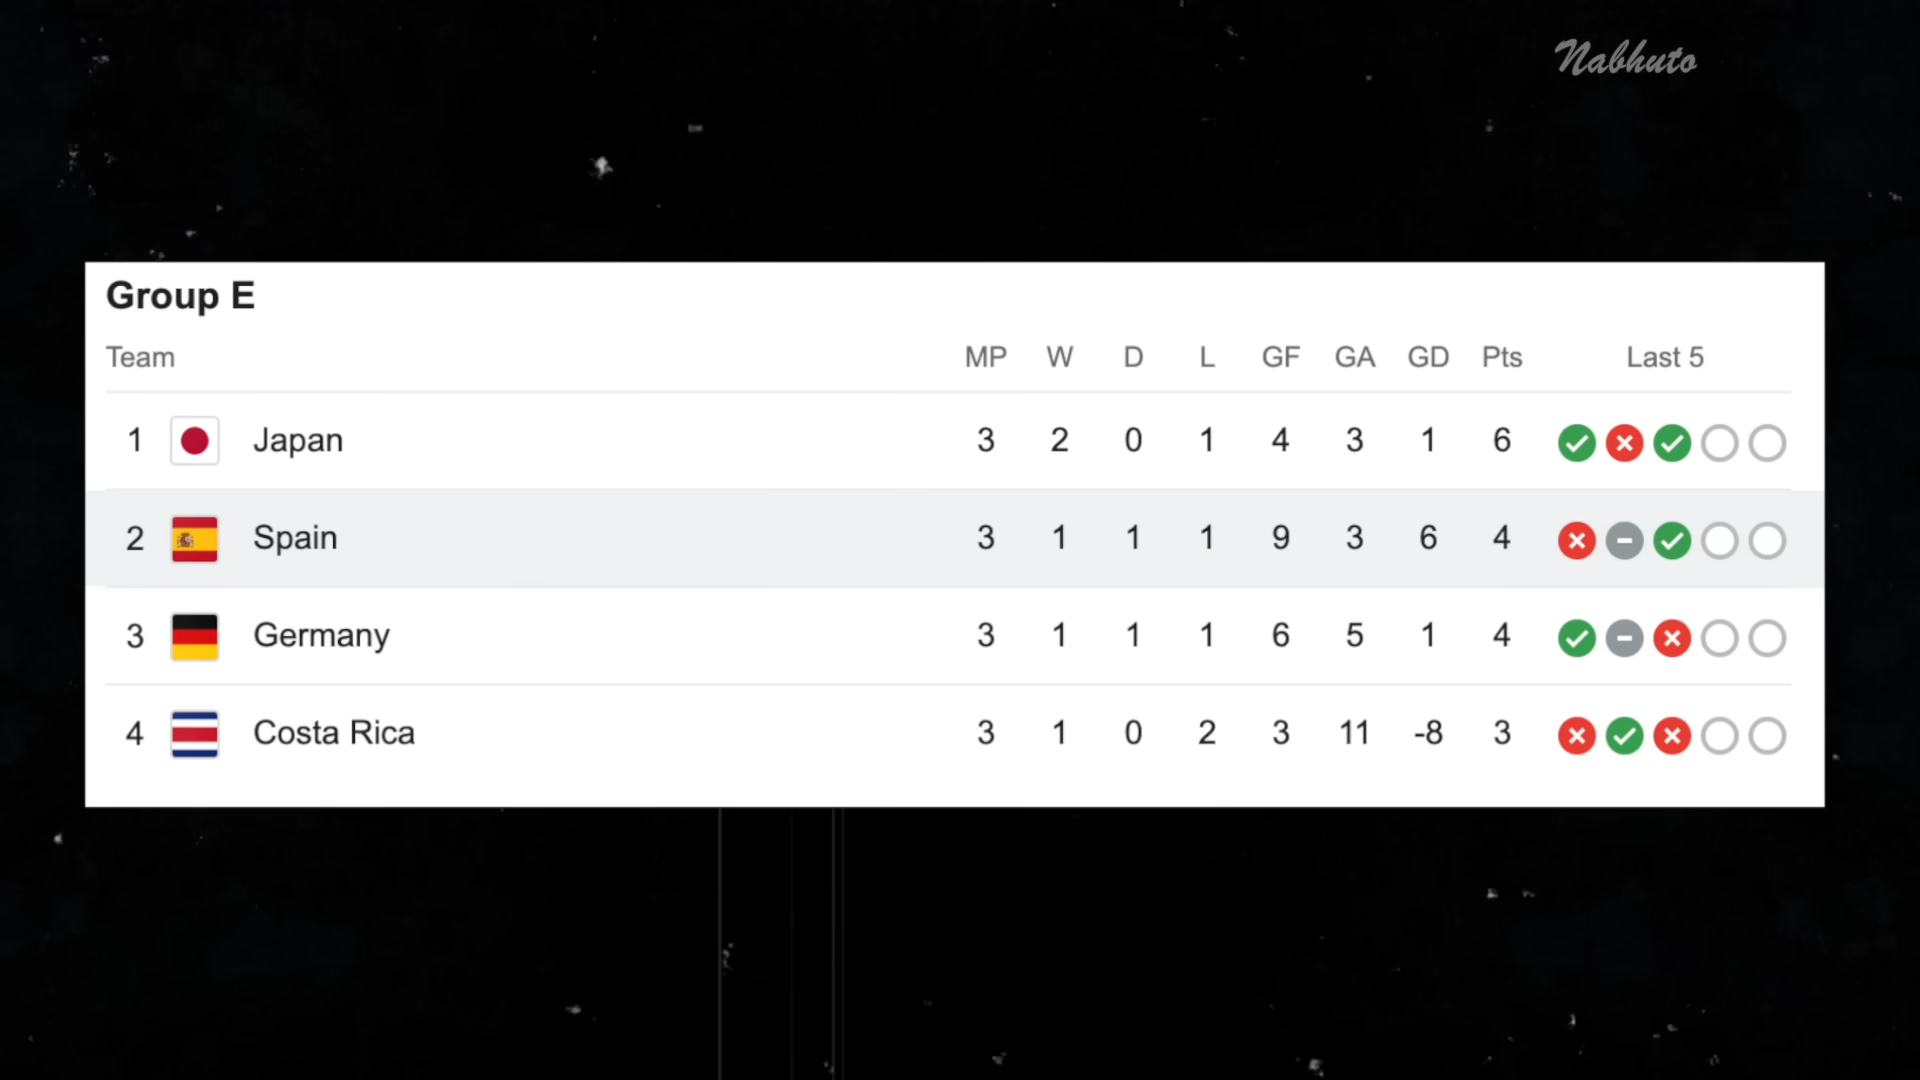 Nabhuto
Group E
Team MP W D L GF GA GD Pts Last 5
1 Japan 3 2 0 1 4 3 1 6
2 Spain 3 1 1 1 9 3 6 4
3 Germany 3 1 1 1 6 5 1 4
4 Costa Rica 3 1 0 2 3 11 -8 3